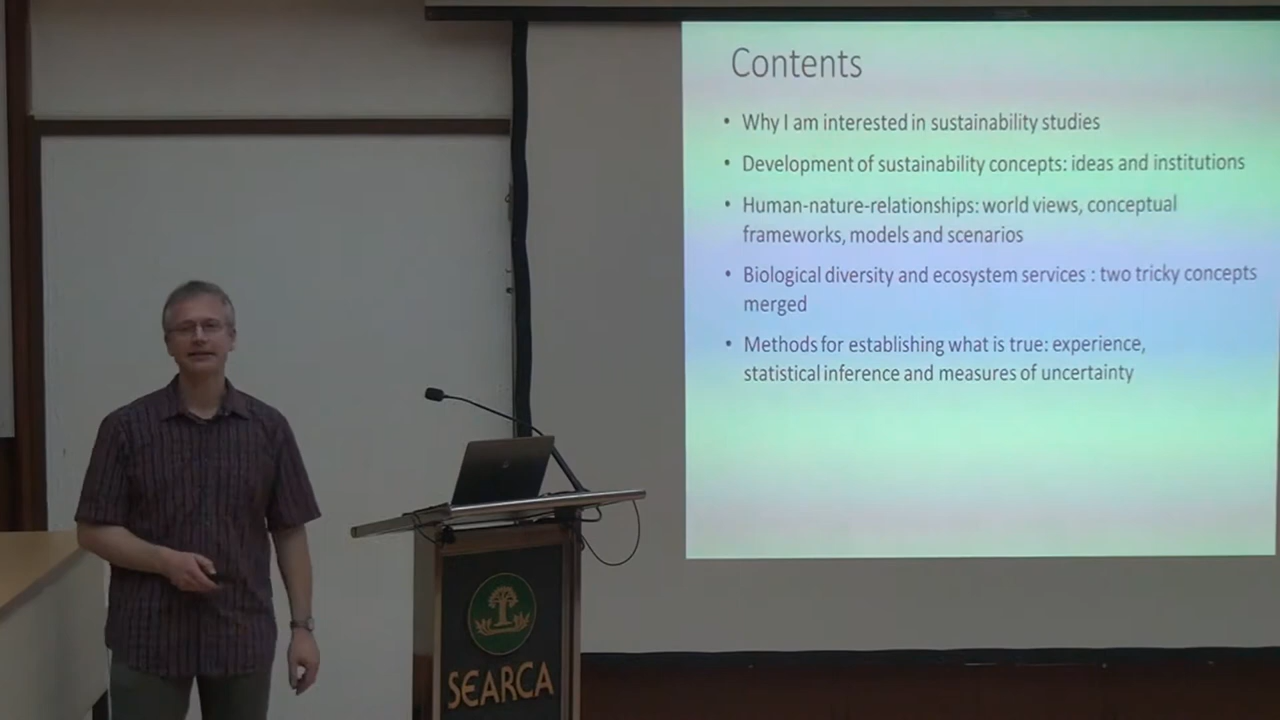 Contents
• Why I am interested in sustainability studies
• Development of sustainability concepts: ideas and institutions
• Human-nature-relationships: world views, conceptual
frameworks, models and scenarios
• Biological diversity and ecosystem services : two tricky concepts
merged
• Methods for establishing what is true: experience,
statistical inference and measures of uncertainty
SEARCA